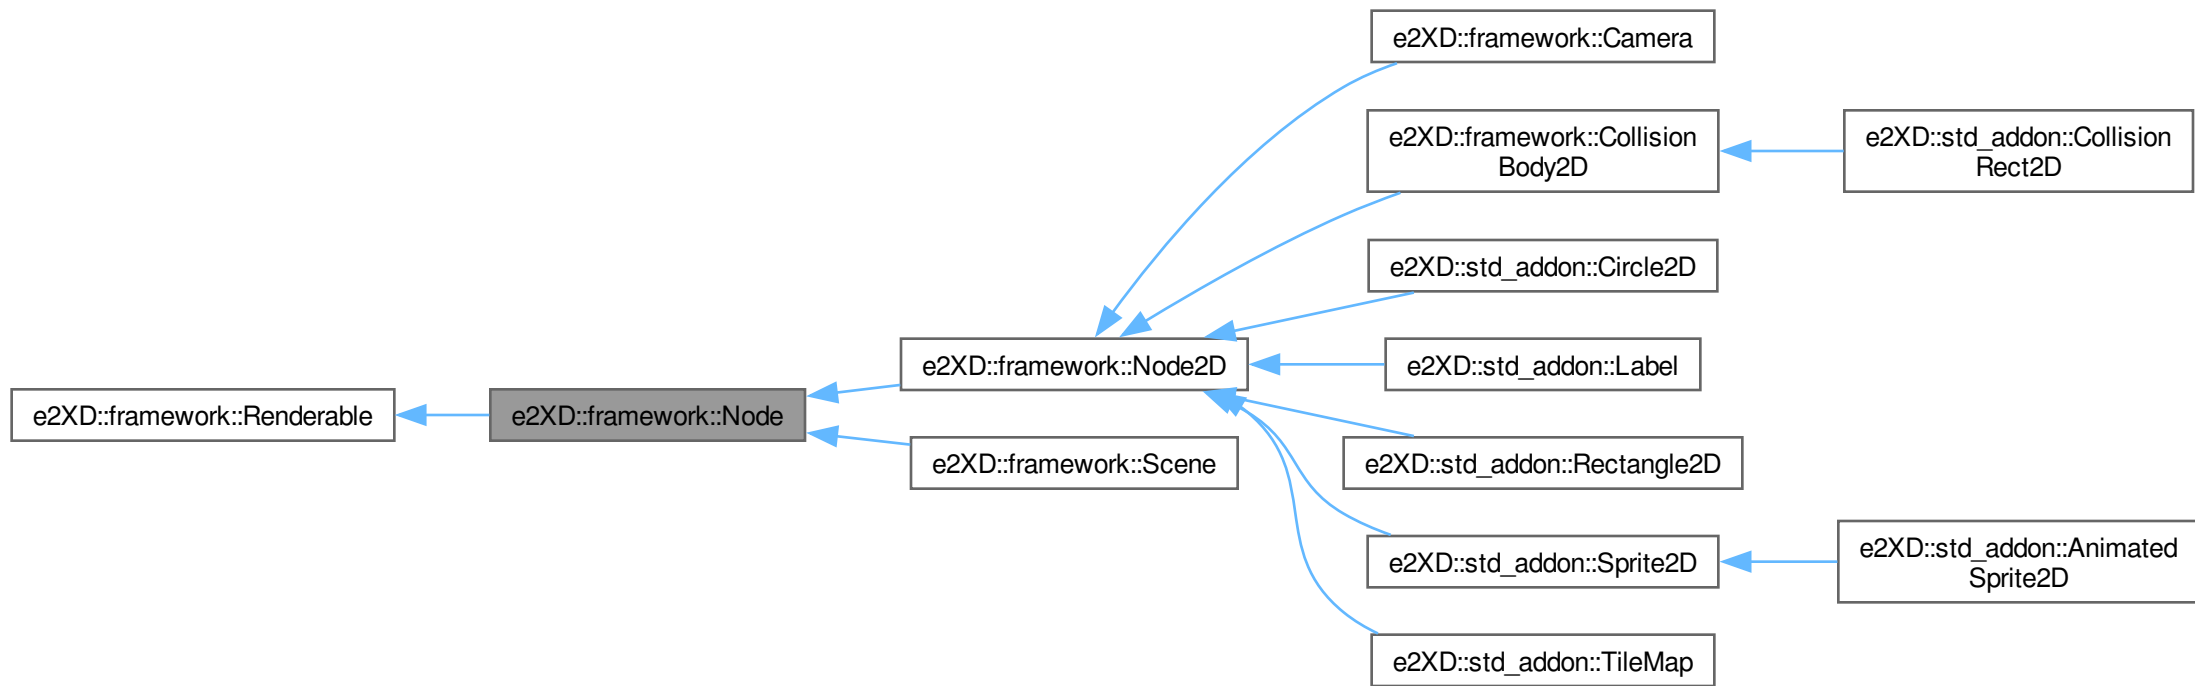 e2XD::framework::Renderable
e2XD::framework::Node
e2XD::framework::Node2D
e2XD::framework::Scene
e2XD::framework::Camera
e2XD::framework::Collision
Body2D
e2XD::std_addon::Circle2D
e2XD::std_addon::Label
e2XD::std_addon::Rectangle2D
e2XD::std_addon::Sprite2D
e2XD::std_addon::TileMap
e2XD::std_addon::Collision
Rect2D
e2XD::std_addon::Animated
Sprite2D